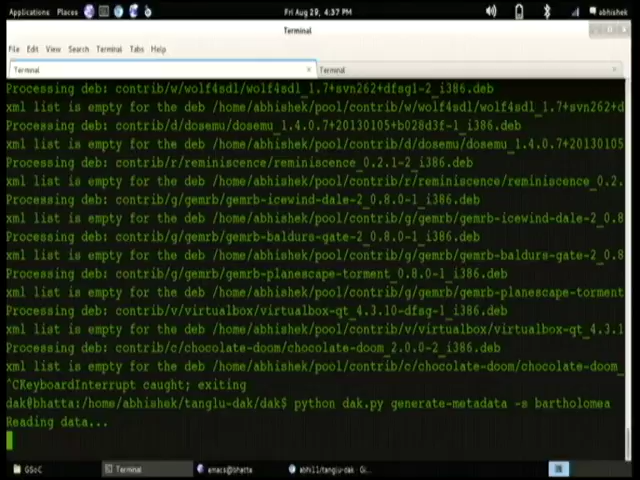 Applications Places Fri Aug 29, 4:37 PM abhishek
Terminal
File Edit View Search Terminal Tabs Help
Terminal × Terminal ×
Processing deb: contrib/w/wolf4sdl/wolf4sdl_1.7+svn262+dfsg1-2_i386.deb
xml list is empty for the deb /home/abhishek/pool/contrib/w/wolf4sdl/wolf4sdl_1.7+svn262+d
Processing deb: contrib/d/dosemu/dosemu_1.4.0.7+20130105+b028d3f-1_i386.deb
xml list is empty for the deb /home/abhishek/pool/contrib/d/dosemu/dosemu_1.4.0.7+20130105
Processing deb: contrib/r/reminiscence/reminiscence_0.2.1-2_i386.deb
xml list is empty for the deb /home/abhishek/pool/contrib/r/reminiscence/reminiscence_0.2.
Processing deb: contrib/g/gemrb/gemrb-icewind-dale-2_0.8.0-1_i386.deb
xml list is empty for the deb /home/abhishek/pool/contrib/g/gemrb/gemrb-icewind-dale-2_0.8
Processing deb: contrib/g/gemrb/gemrb-baldurs-gate-2_0.8.0-1_i386.deb
xml list is empty for the deb /home/abhishek/pool/contrib/g/gemrb/gemrb-baldurs-gate-2_0.8
Processing deb: contrib/g/gemrb/gemrb-planescape-torment_0.8.0-1_i386.deb
xml list is empty for the deb /home/abhishek/pool/contrib/g/gemrb/gemrb-planescape-torment
Processing deb: contrib/v/virtualbox/virtualbox-qt_4.3.10-dfsg-1_i386.deb
xml list is empty for the deb /home/abhishek/pool/contrib/v/virtualbox/virtualbox-qt_4.3.1
Processing deb: contrib/c/chocolate-doom/chocolate-doom_2.0.0-2_i386.deb
xml list is empty for the deb /home/abhishek/pool/contrib/c/chocolate-doom/chocolate-doom_
^CKeyboardInterrupt caught; exiting
dak@bhatta:/home/abhishek/tanglu-dak/dak$ python dak.py generate-metadata -s bartholomea
Reading data...
GSoC Terminal emacs@bhatta abhi11/tanglu-dak · Gi...